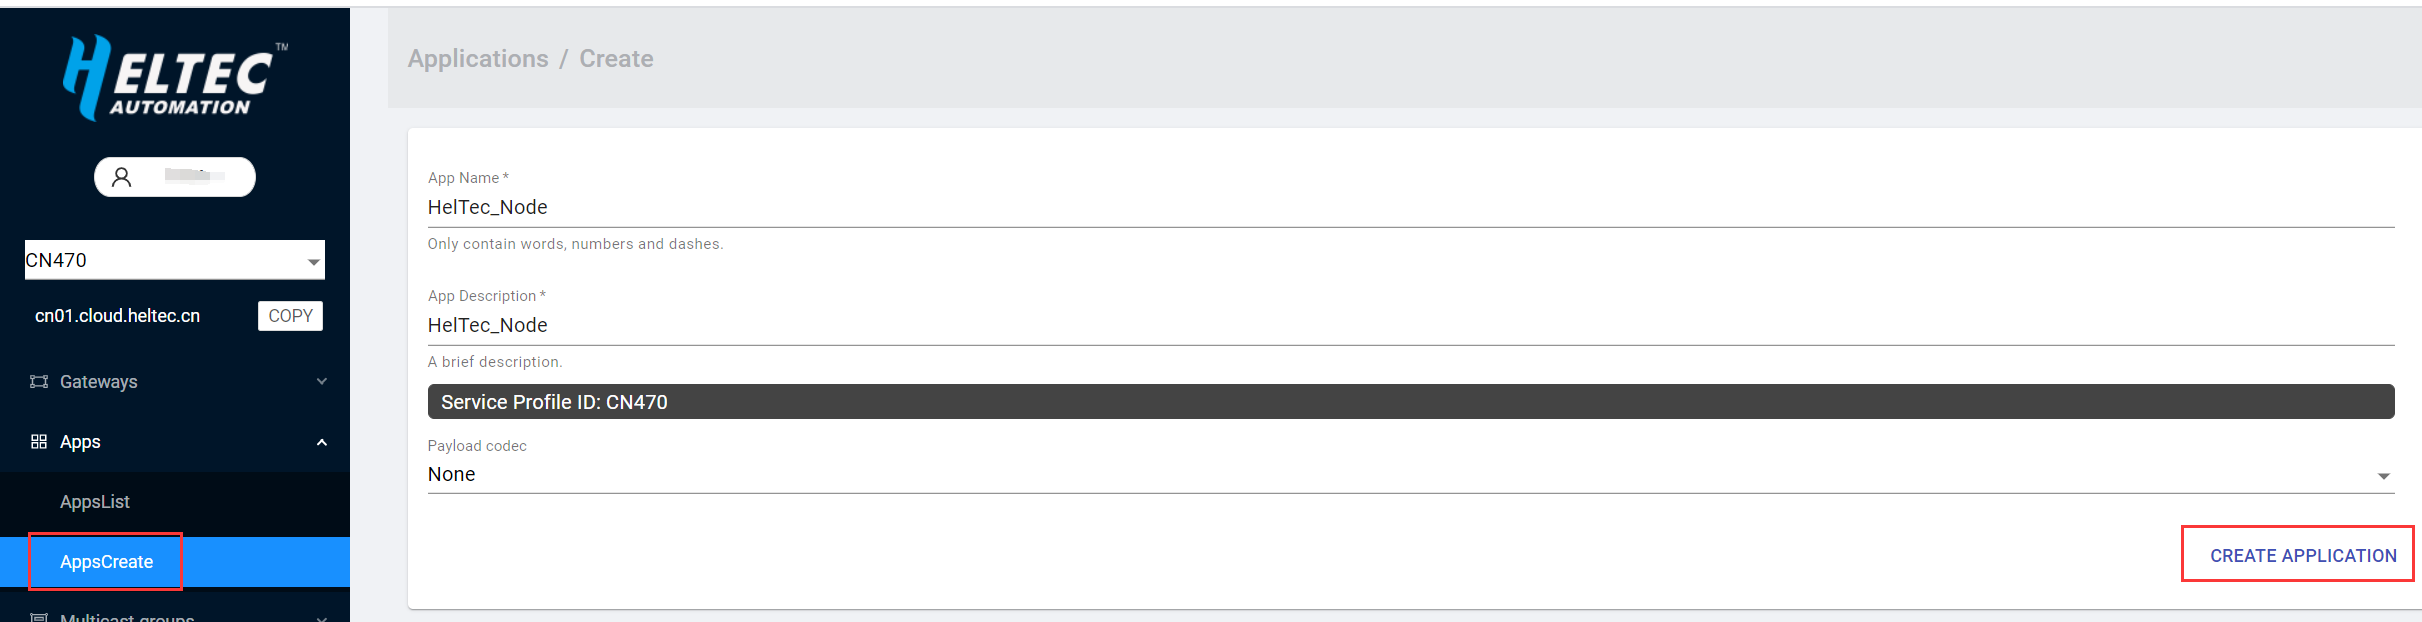 HELTEC™
AUTOMATION
CN470
cn01.cloud.heltec.cn COPY
Gateways
Apps
AppsList
AppsCreate
Multicast groups
Applications / Create
App Name *
HelTec_Node
Only contain words, numbers and dashes.
App Description *
HelTec_Node
A brief description.
Service Profile ID: CN470
Payload codec
None
CREATE APPLICATION